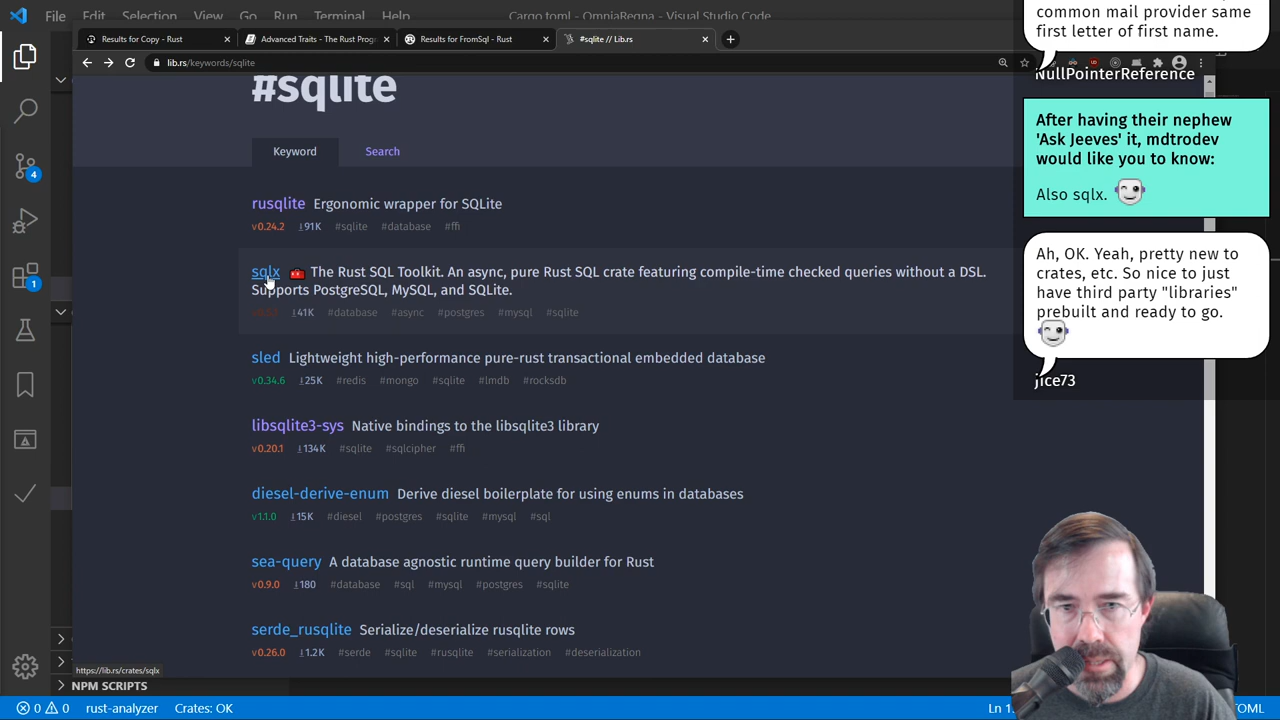 File Edit Selection View Go Run Terminal Help Cargo.toml - OmniaRegna - Visual Studio Code
Results for Copy - Rust
Advanced Traits - The Rust Prog
Results for FromSql - Rust
#sqlite // Lib.rs
lib.rs/keywords/sqlite
#sqlite
Keyword Search
rusqlite Ergonomic wrapper for SQLite
v0.24.2 91K #sqlite #database #ffi
sqlx The Rust SQL Toolkit. An async, pure Rust SQL crate featuring compile-time checked queries without a DSL.
Supports PostgreSQL, MySQL, and SQLite.
41K #database #async #postgres #mysql #sqlite
sled Lightweight high-performance pure-rust transactional embedded database
v0.34.6 25K #redis #mongo #sqlite #lmdb #rocksdb
libsqlite3-sys Native bindings to the libsqlite3 library
v0.20.1 134K #sqlite #sqlcipher #ffi
diesel-derive-enum Derive diesel boilerplate for using enums in databases
v1.1.0 15K #diesel #postgres #sqlite #mysql #sql
sea-query A database agnostic runtime query builder for Rust
v0.9.0 180 #database #sql #mysql #postgres #sqlite
serde_rusqlite Serialize/deserialize rusqlite rows
v0.26.0 1.2K #serde #sqlite #rusqlite #serialization #deserialization
https://lib.rs/crates/sqlx
NPM SCRIPTS
4
1
0 0 rust-analyzer Crates: OK
common mail provider same
first letter of first name.
NullPointerReference
After having their nephew
'Ask Jeeves' it, mdtrodev
would like you to know:
Also sqlx.
Ah, OK. Yeah, pretty new to
crates, etc. So nice to just
have third party "libraries"
prebuilt and ready to go.
jice73